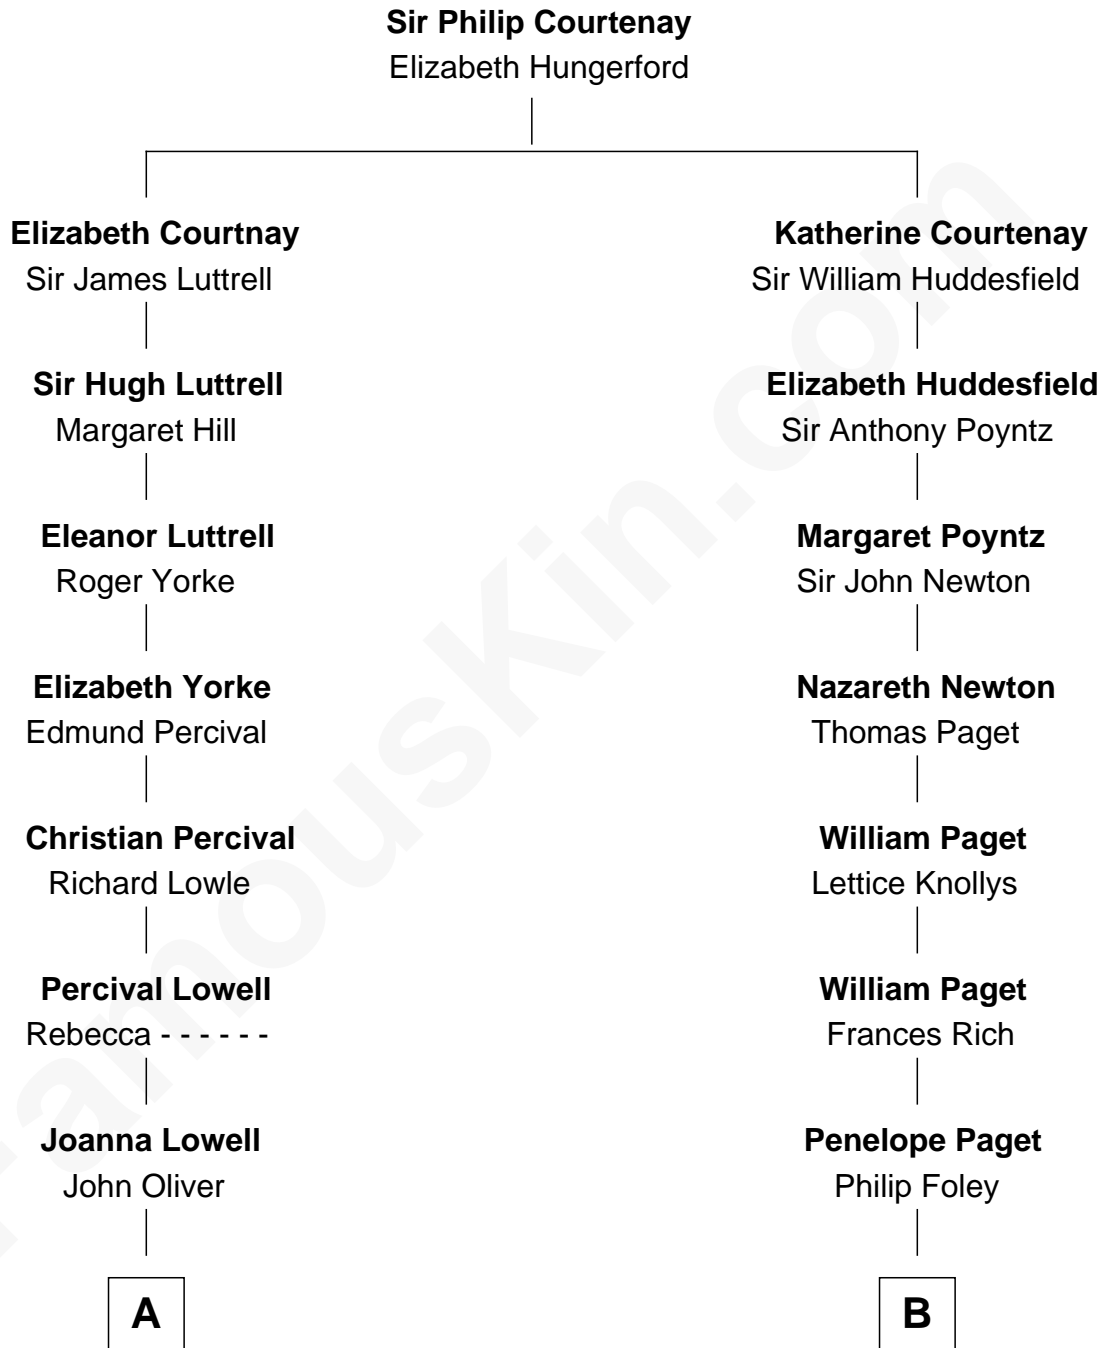 Sir Philip Courtenay
Elizabeth Hungerford
Elizabeth Courtnay
Sir James Luttrell
Katherine Courtenay
Sir William Huddesfield
Sir Hugh Luttrell
Margaret Hill
Elizabeth Huddesfield
Sir Anthony Poyntz
Eleanor Luttrell
Roger Yorke
Margaret Poyntz
Sir John Newton
Elizabeth Yorke
Edmund Percival
Nazareth Newton
Thomas Paget
Christian Percival
Richard Lowle
William Paget
Lettice Knollys
Percival Lowell
Rebecca - - - - - -
William Paget
Frances Rich
Joanna Lowell
John Oliver
Penelope Paget
Philip Foley
A
B
FamousKin.com